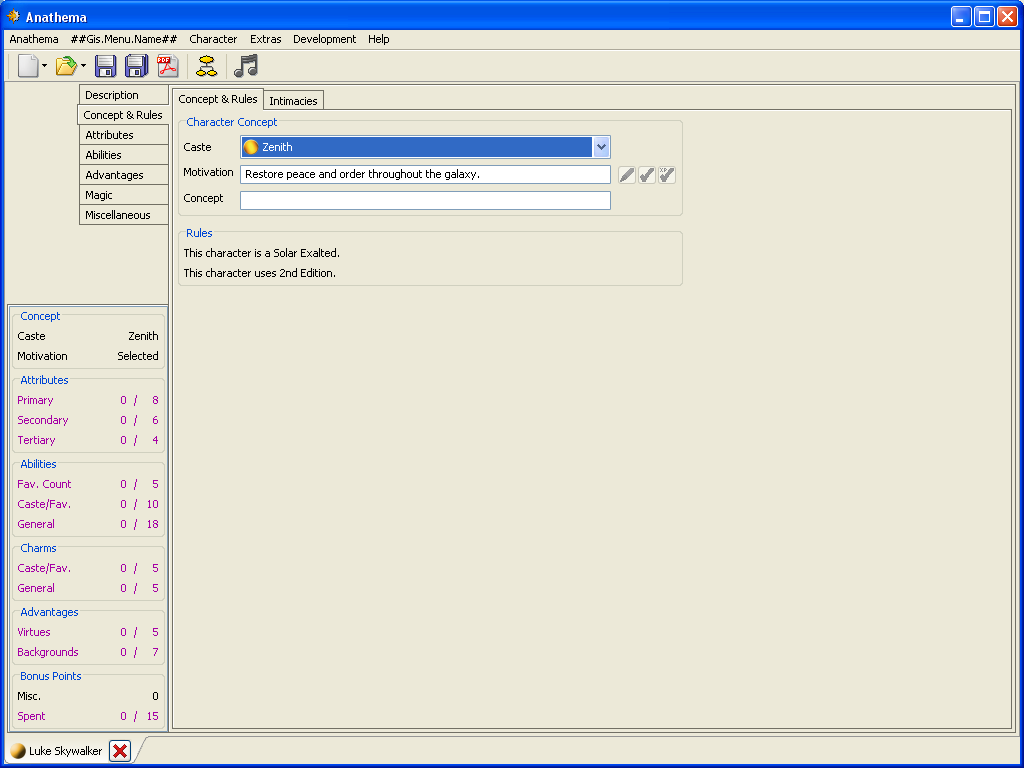 Anathema
Anathema ##Gis.Menu.Name## Character Extras Development Help
PDF
Description
Concept & Rules
Attributes
Abilities
Advantages
Magic
Miscellaneous
Concept & Rules Intimacies
Character Concept
Caste Zenith
Motivation Restore peace and order throughout the galaxy.
XP
Concept
Rules
This character is a Solar Exalted.
This character uses 2nd Edition.
Concept
Caste Zenith
Motivation Selected
Attributes
Primary 0 / 8
Secondary 0 / 6
Tertiary 0 / 4
Abilities
Fav. Count 0 / 5
Caste/Fav. 0 / 10
General 0 / 18
Charms
Caste/Fav. 0 / 5
General 0 / 5
Advantages
Virtues 0 / 5
Backgrounds 0 / 7
Bonus Points
Misc. 0
Spent 0 / 15
Luke Skywalker